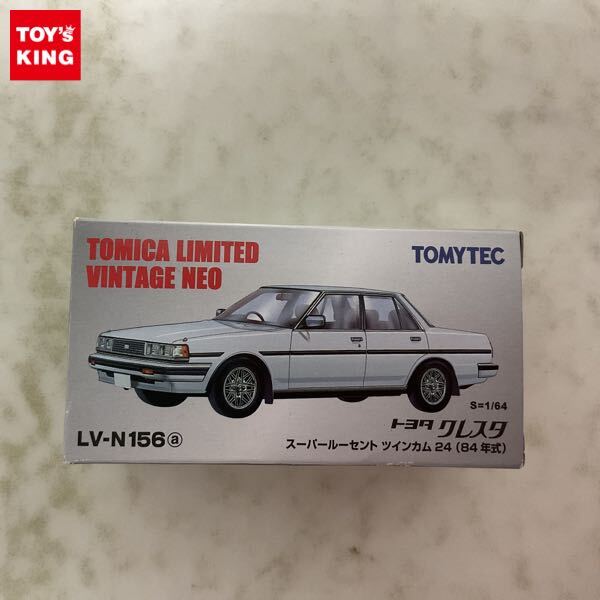 TOY's
KING
TOMICA LIMITED
VINTAGE NEO
TOMYTEC
S=1/64
トヨタ クレスタ
LV-N156ⓐ
スーパールーセント ツインカム 24 (84年式)